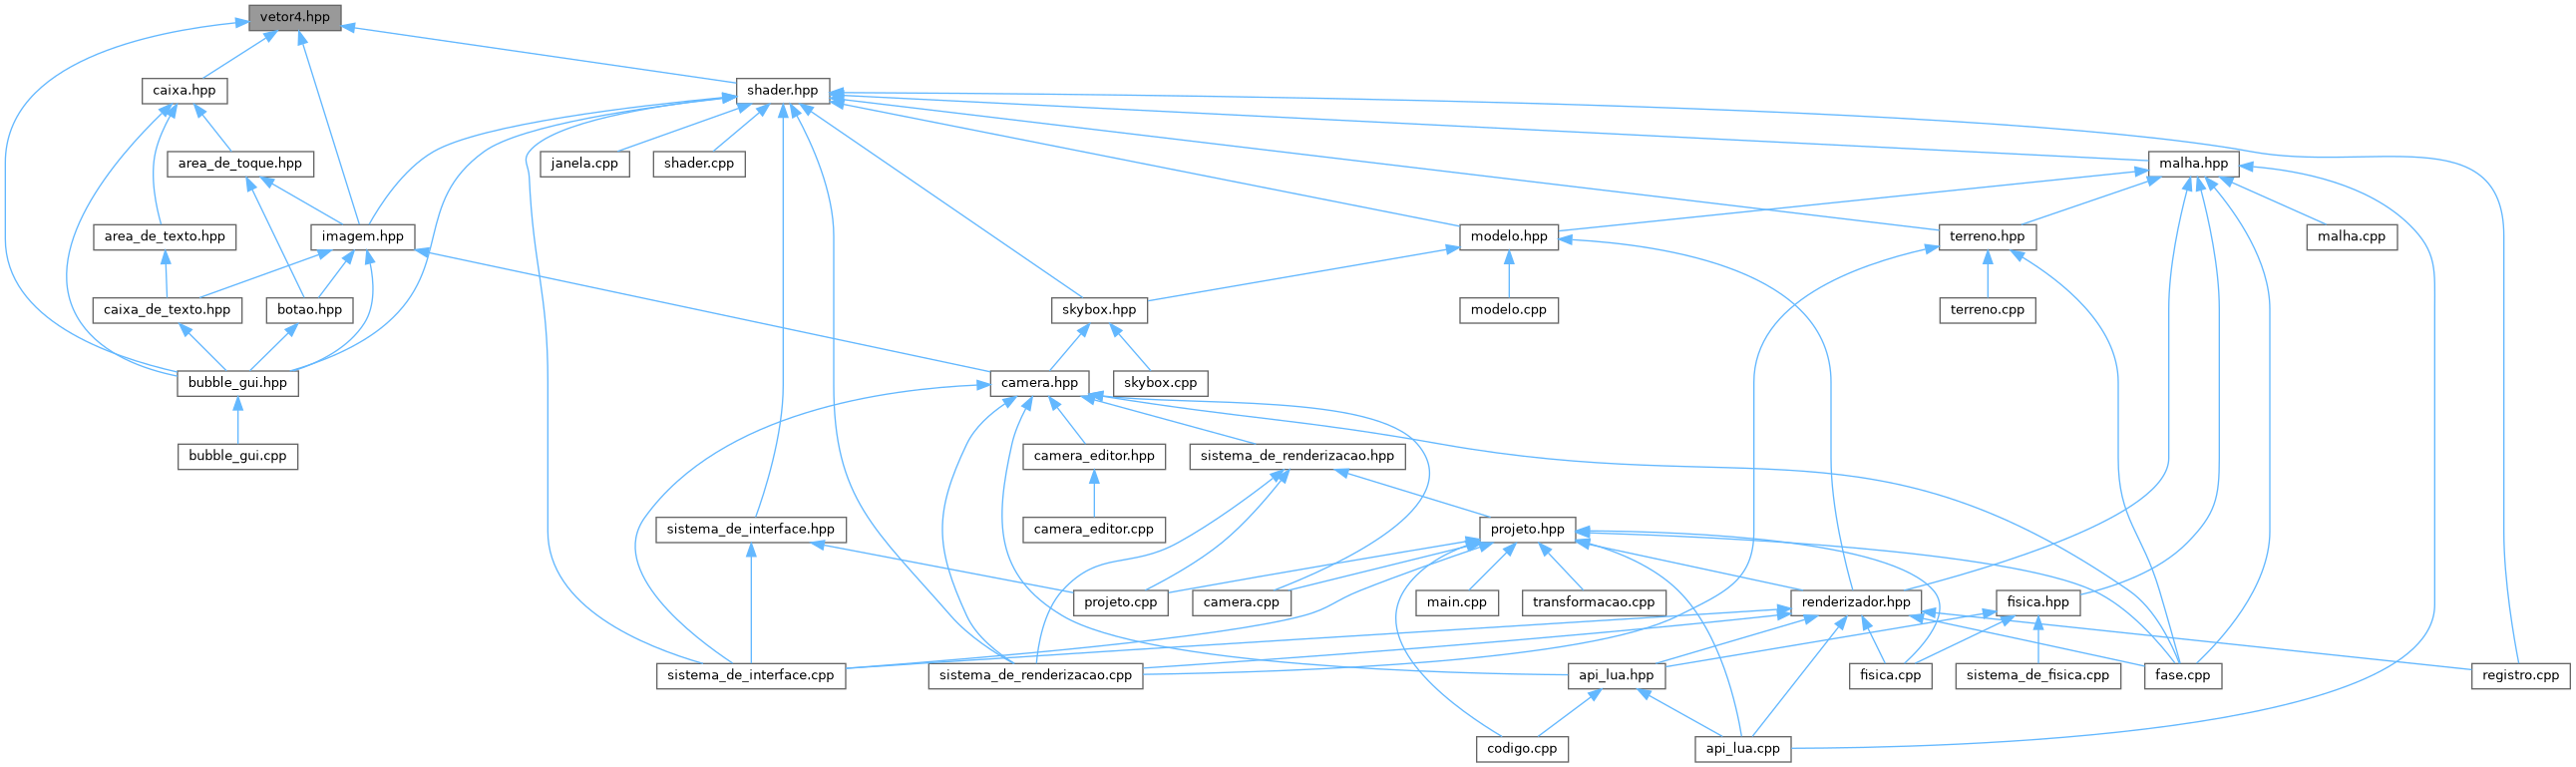 vetor4.hpp
caixa.hpp
shader.hpp
area_de_toque.hpp
janela.cpp
shader.cpp
malha.hpp
area_de_texto.hpp
imagem.hpp
modelo.hpp
terreno.hpp
malha.cpp
caixa_de_texto.hpp
botao.hpp
skybox.hpp
modelo.cpp
terreno.cpp
bubble_gui.hpp
camera.hpp
skybox.cpp
bubble_gui.cpp
camera_editor.hpp
sistema_de_renderizacao.hpp
sistema_de_interface.hpp
camera_editor.cpp
projeto.hpp
projeto.cpp
camera.cpp
main.cpp
transformacao.cpp
renderizador.hpp
fisica.hpp
sistema_de_interface.cpp
sistema_de_renderizacao.cpp
api_lua.hpp
fisica.cpp
sistema_de_fisica.cpp
fase.cpp
registro.cpp
codigo.cpp
api_lua.cpp